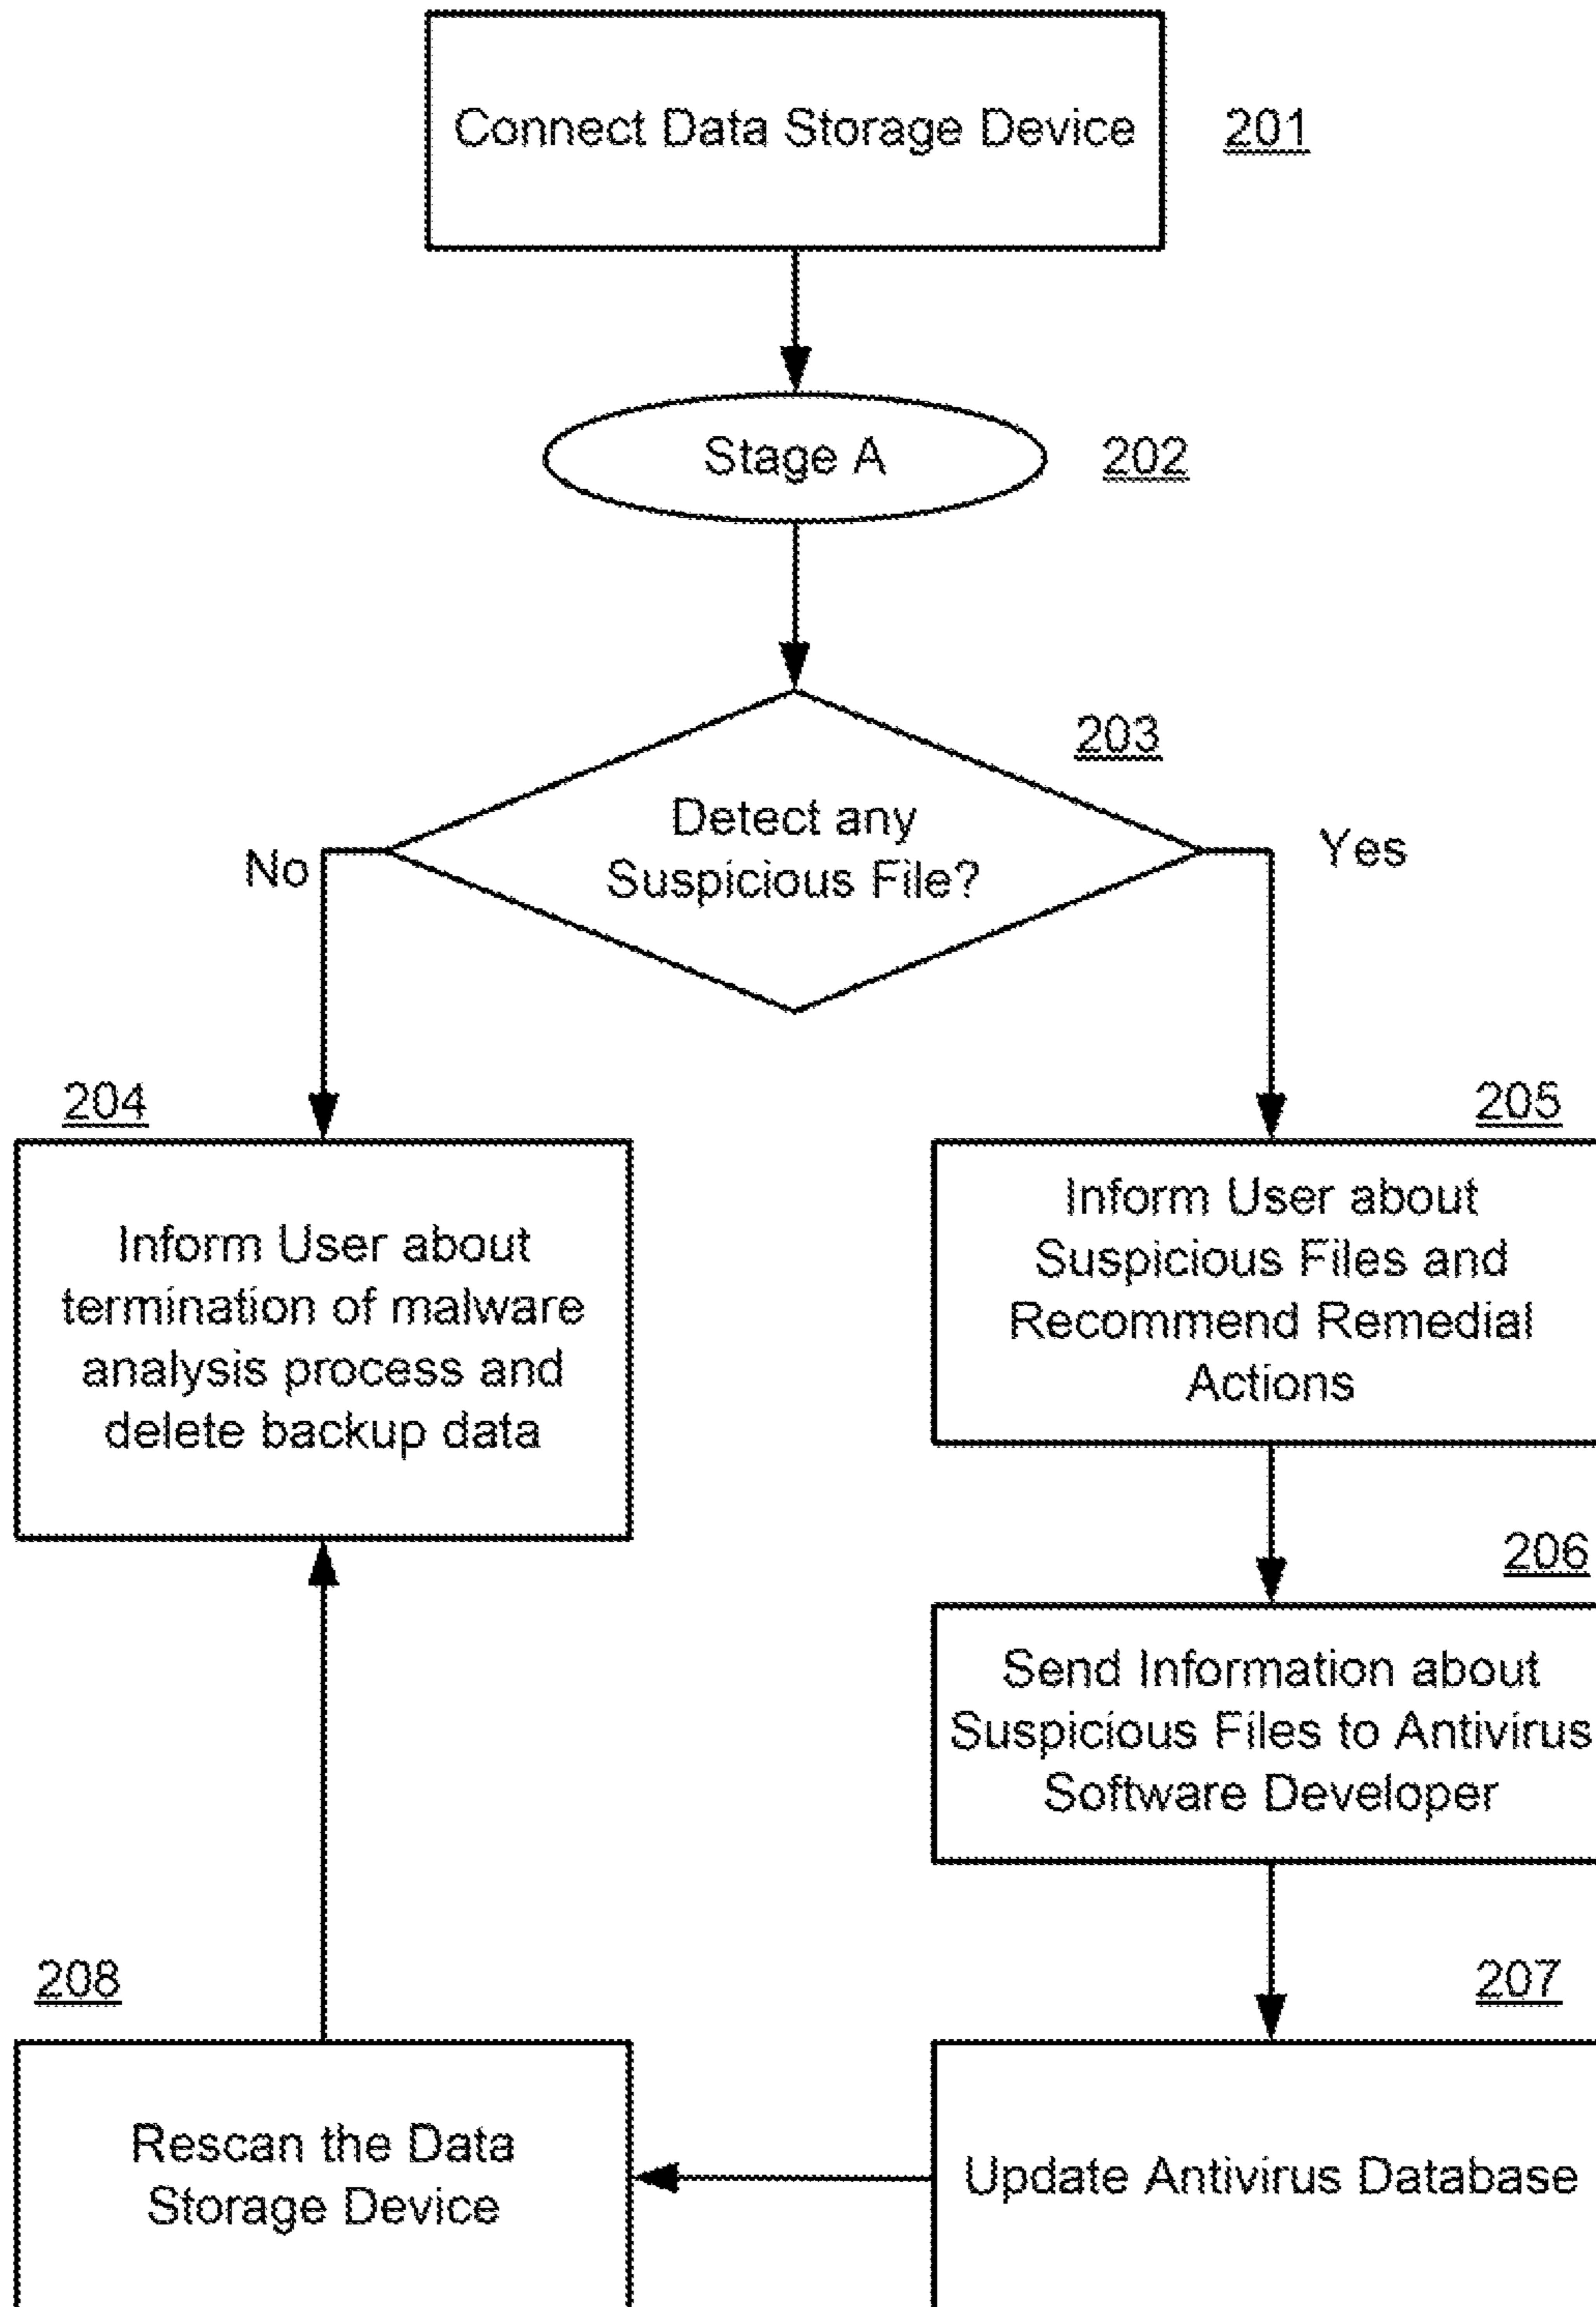 Connect Data Storage Device
201
Stage A
202
203
Detect any
Suspicious File?
No
Yes
204
205
Inform User about
termination of malware
analysis process and
delete backup data
Inform User about
Suspicious Files and
Recommend Remedial
Actions
206
Send Information about
Suspicious Files to Antivirus
Software Developer
208
207
Rescan the Data
Storage Device
Update Antivirus Database